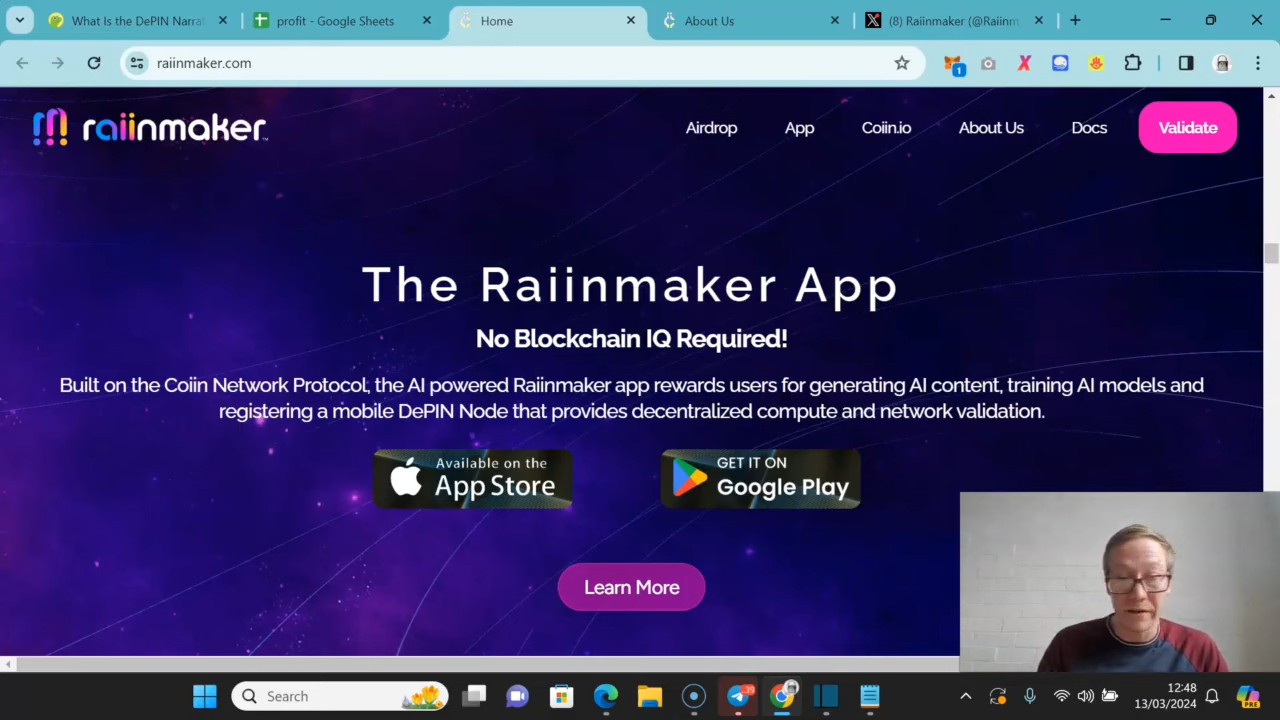 What Is the DePIN Narrat
profit - Google Sheets
Home
About Us
(8) Raiinmaker (@Raiinm
raiinmaker.com
1
raiinmaker
Airdrop
App
Coiin.io
About Us
Docs
Validate
The Raiinmaker App
No Blockchain IQ Required!
Built on the Coiin Network Protocol, the AI powered Raiinmaker app rewards users for generating AI content, training AI models and
registering a mobile DePIN Node that provides decentralized compute and network validation.
Available on the
App Store
GET IT ON
Google Play
Learn More
Search
39
12:48
13/03/2024
PRE